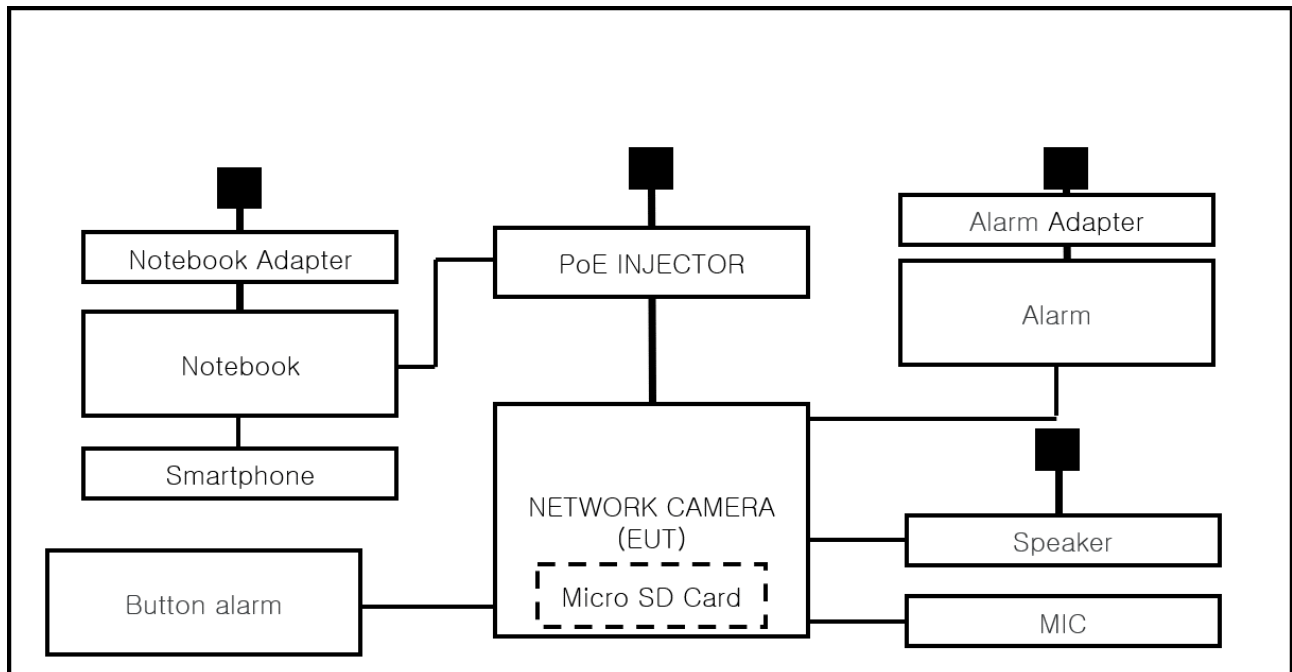 Notebook Adapter
PoE INJECTOR
Alarm Adapter
Notebook
Alarm
Smartphone
NETWORK CAMERA
(EUT)
Micro SD Card
Speaker
Button alarm
MIC